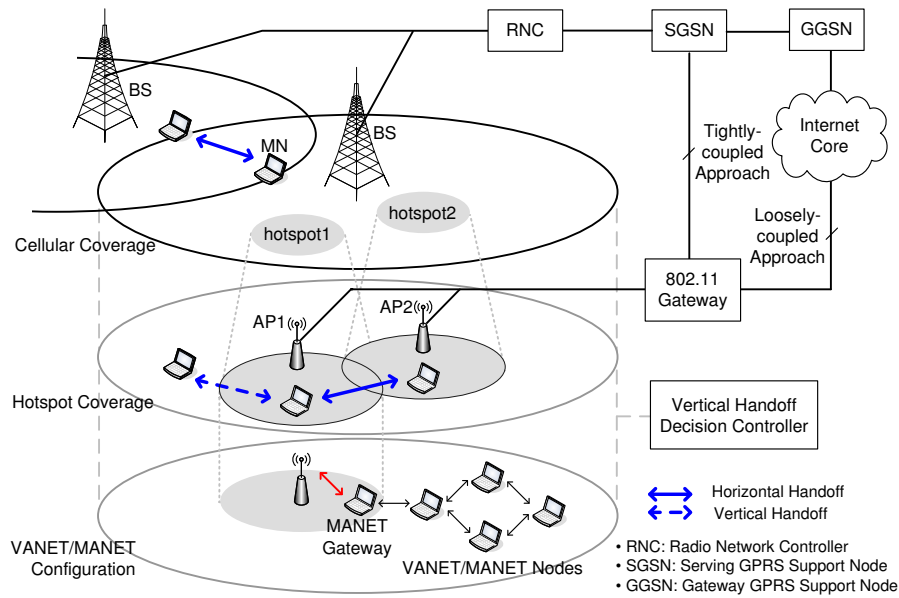 RNC
SGSN
GGSN
BS
BS
MN
Tightly-
coupled
Approach
Internet
Core
hotspot1
hotspot2
Loosely-
coupled
Approach
Cellular Coverage
802.11
Gateway
AP1
AP2
Hotspot Coverage
Vertical Handoff
Decision Controller
MANET
Gateway
VANET/MANET
Configuration
VANET/MANET Nodes
Horizontal Handoff
Vertical Handoff
• RNC: Radio Network Controller
• SGSN: Serving GPRS Support Node
• GGSN: Gateway GPRS Support Node